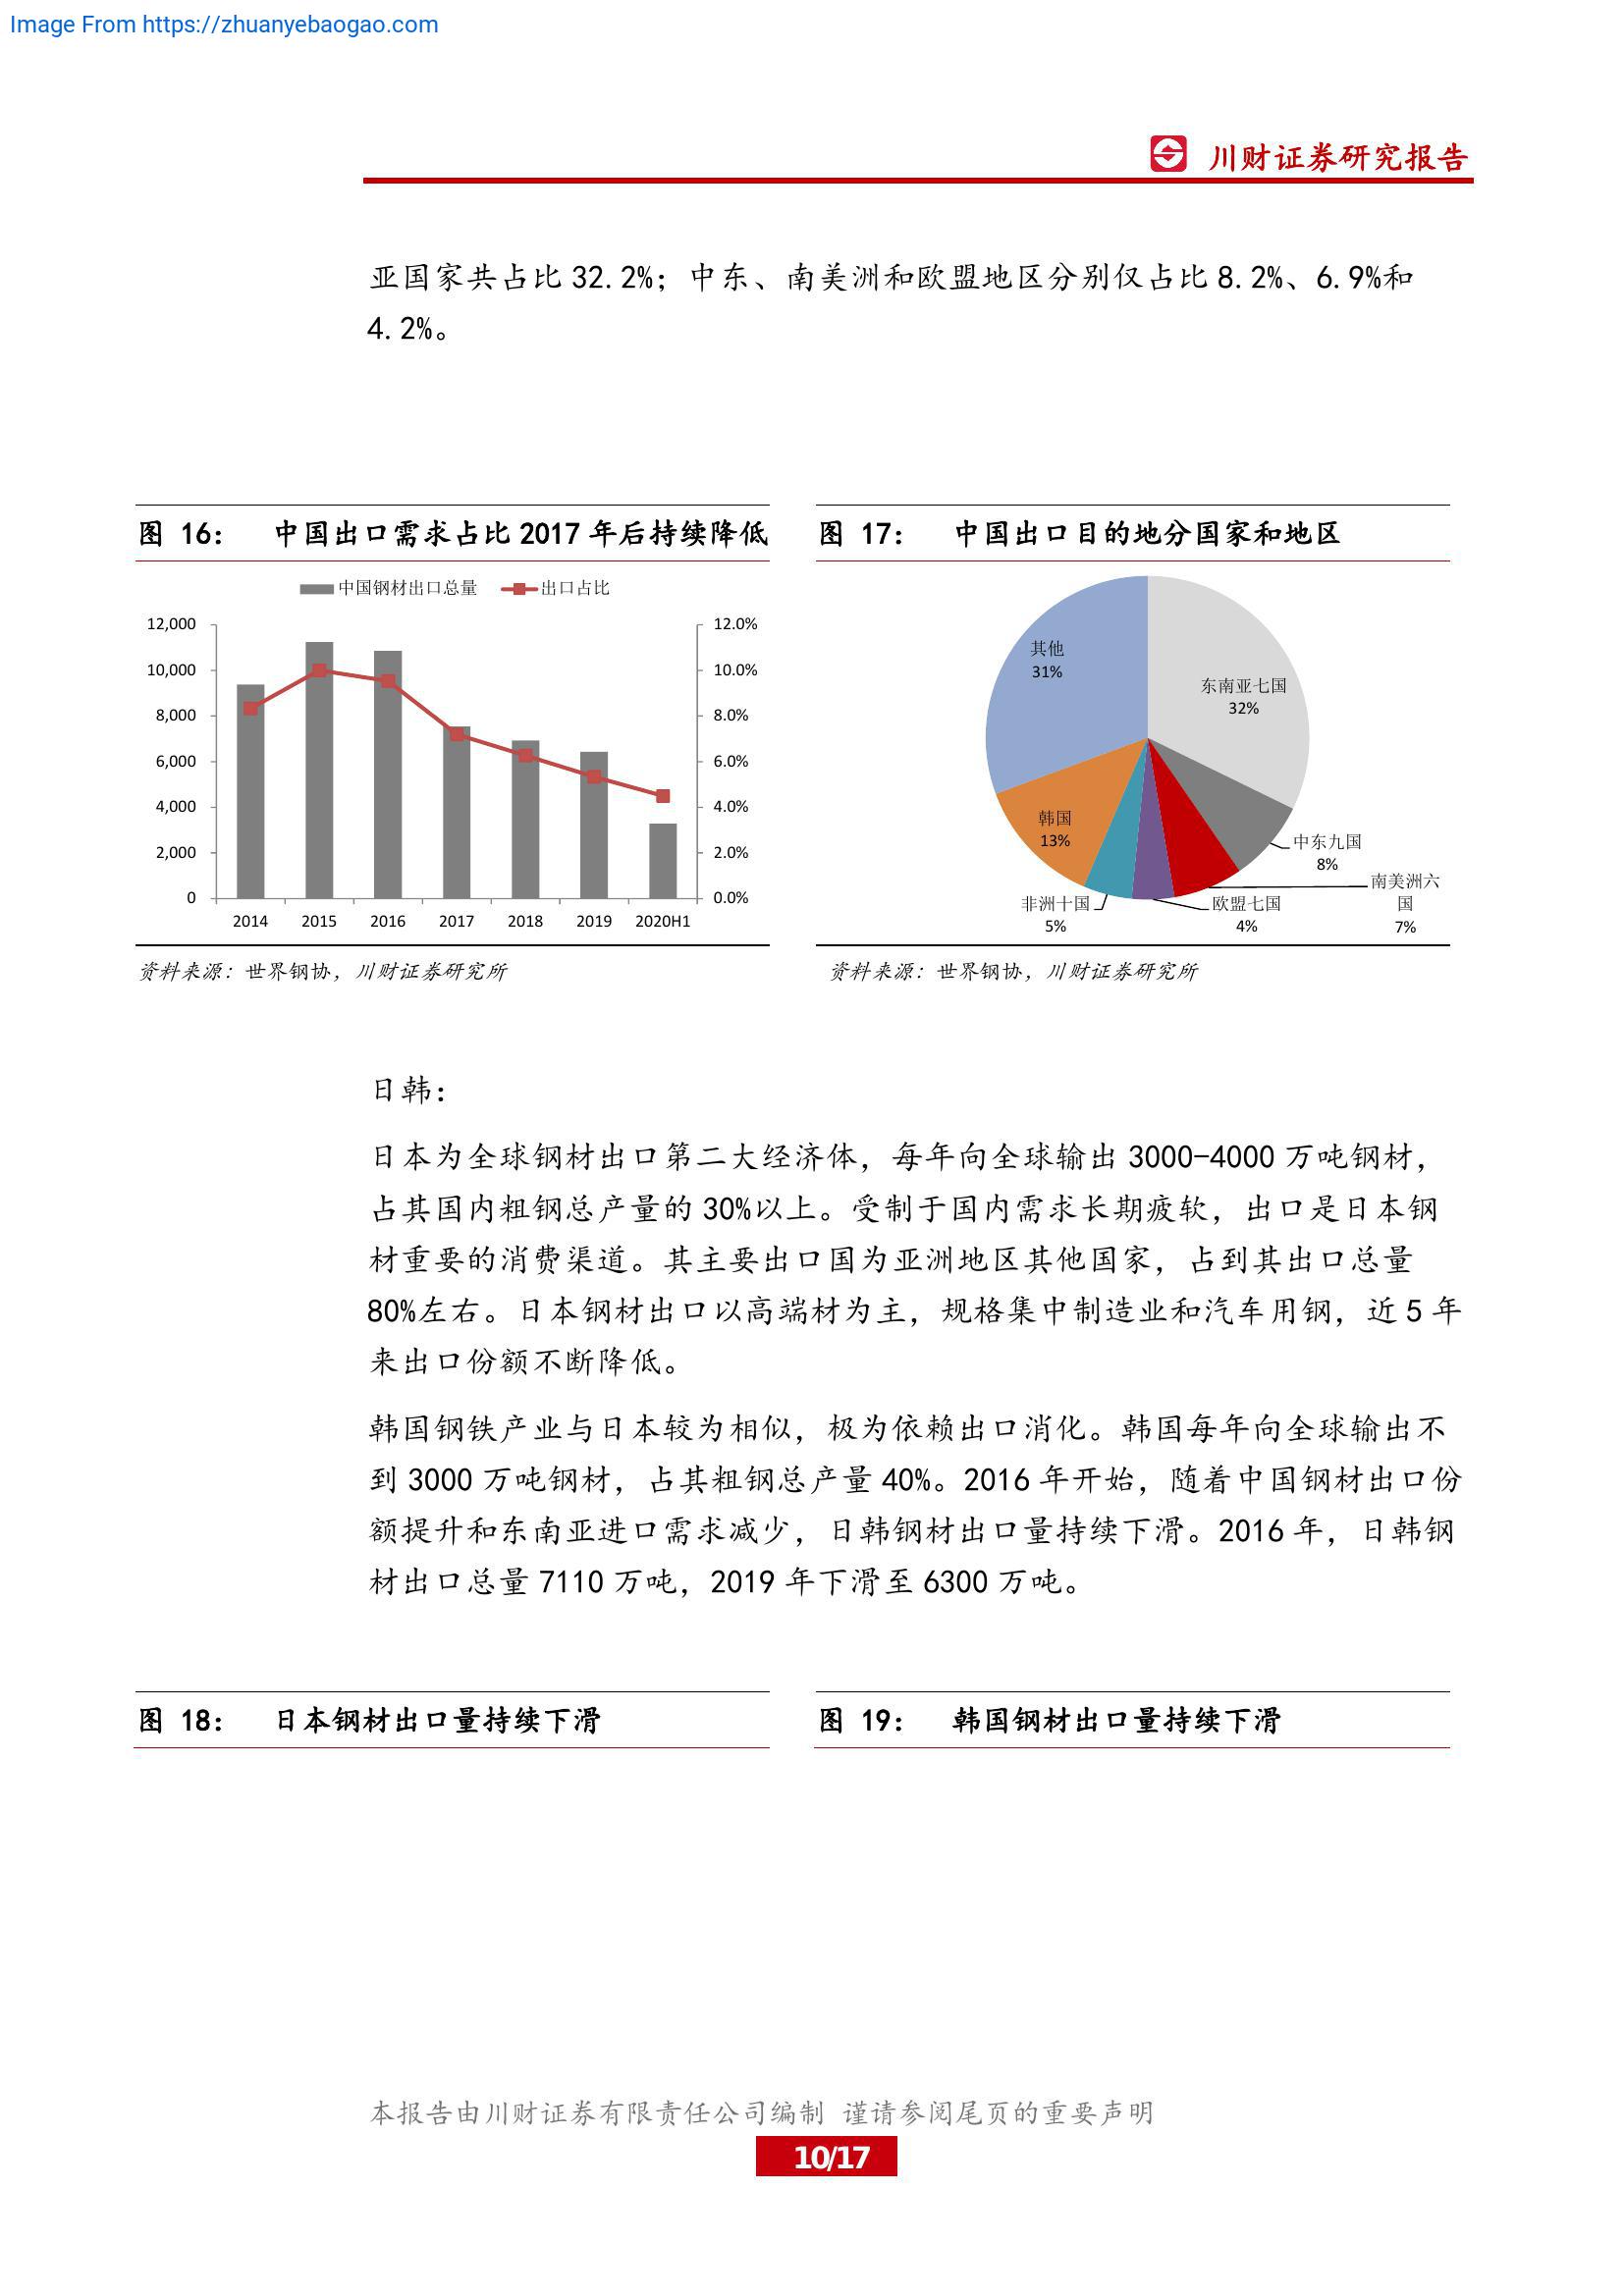 Image From https://zhuanyebaogao.com
川财证券研究报告
亚国家共占比 32.2%；中东、南美洲和欧盟地区分别仅占比 8.2%、6.9%和
4.2%。
图 16： 中国出口需求占比 2017 年后持续降低
中国钢材出口总量 出口占比
12,000
10,000
8,000
6,000
4,000
2,000
0
12.0%
10.0%
8.0%
6.0%
4.0%
2.0%
0.0%
2014 2015 2016 2017 2018 2019 2020H1
资料来源：世界钢协，川财证券研究所
图 17： 中国出口目的地分国家和地区
其他
31%
东南亚七国
32%
韩国
13%
中东九国
8%
南美洲六
国
7%
非洲十国
5%
欧盟七国
4%
资料来源：世界钢协，川财证券研究所
日韩：
日本为全球钢材出口第二大经济体，每年向全球输出 3000-4000 万吨钢材，
占其国内粗钢总产量的 30%以上。受制于国内需求长期疲软，出口是日本钢
材重要的消费渠道。其主要出口国为亚洲地区其他国家，占到其出口总量
80%左右。日本钢材出口以高端材为主，规格集中制造业和汽车用钢，近 5 年
来出口份额不断降低。
韩国钢铁产业与日本较为相似，极为依赖出口消化。韩国每年向全球输出不
到 3000 万吨钢材，占其粗钢总产量 40%。2016 年开始，随着中国钢材出口份
额提升和东南亚进口需求减少，日韩钢材出口量持续下滑。2016 年，日韩钢
材出口总量 7110 万吨，2019 年下滑至 6300 万吨。
图 18： 日本钢材出口量持续下滑
图 19： 韩国钢材出口量持续下滑
本报告由川财证券有限责任公司编制 谨请参阅尾页的重要声明
10/17